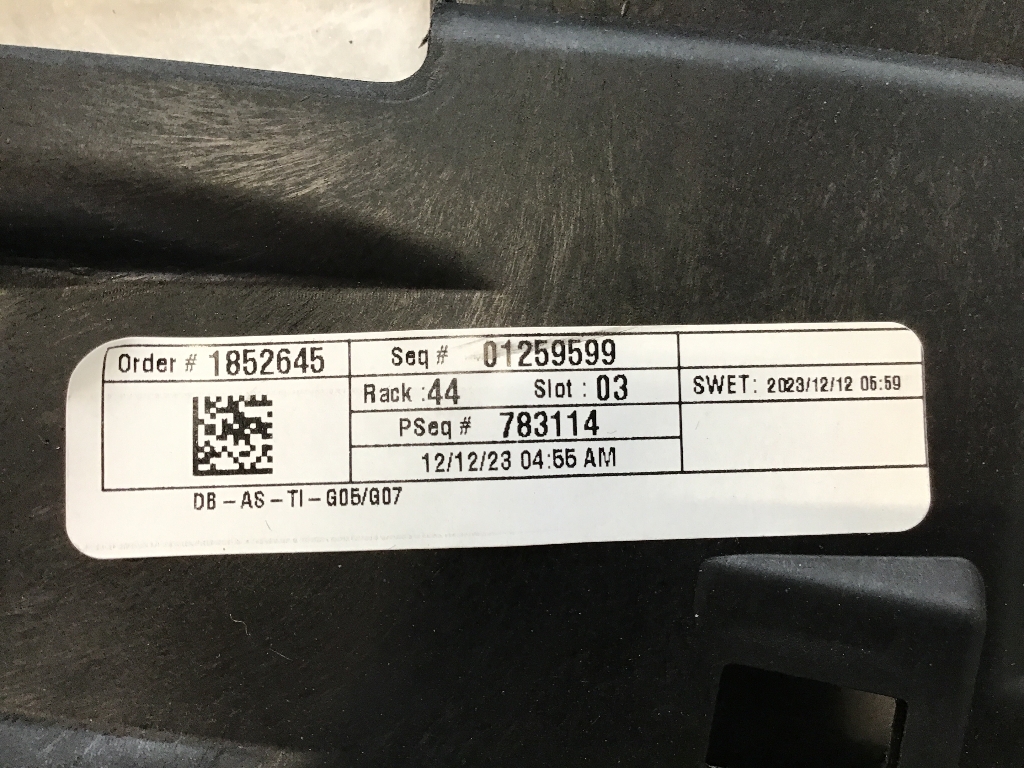 Order # 1852645
Seq # 01259599
Rack :44 Slot : 03
SWET: 2023/12/12 05:59
PSeq # 783114
12/12/23 04:55 AM
DB-AS-TI-G05/G07